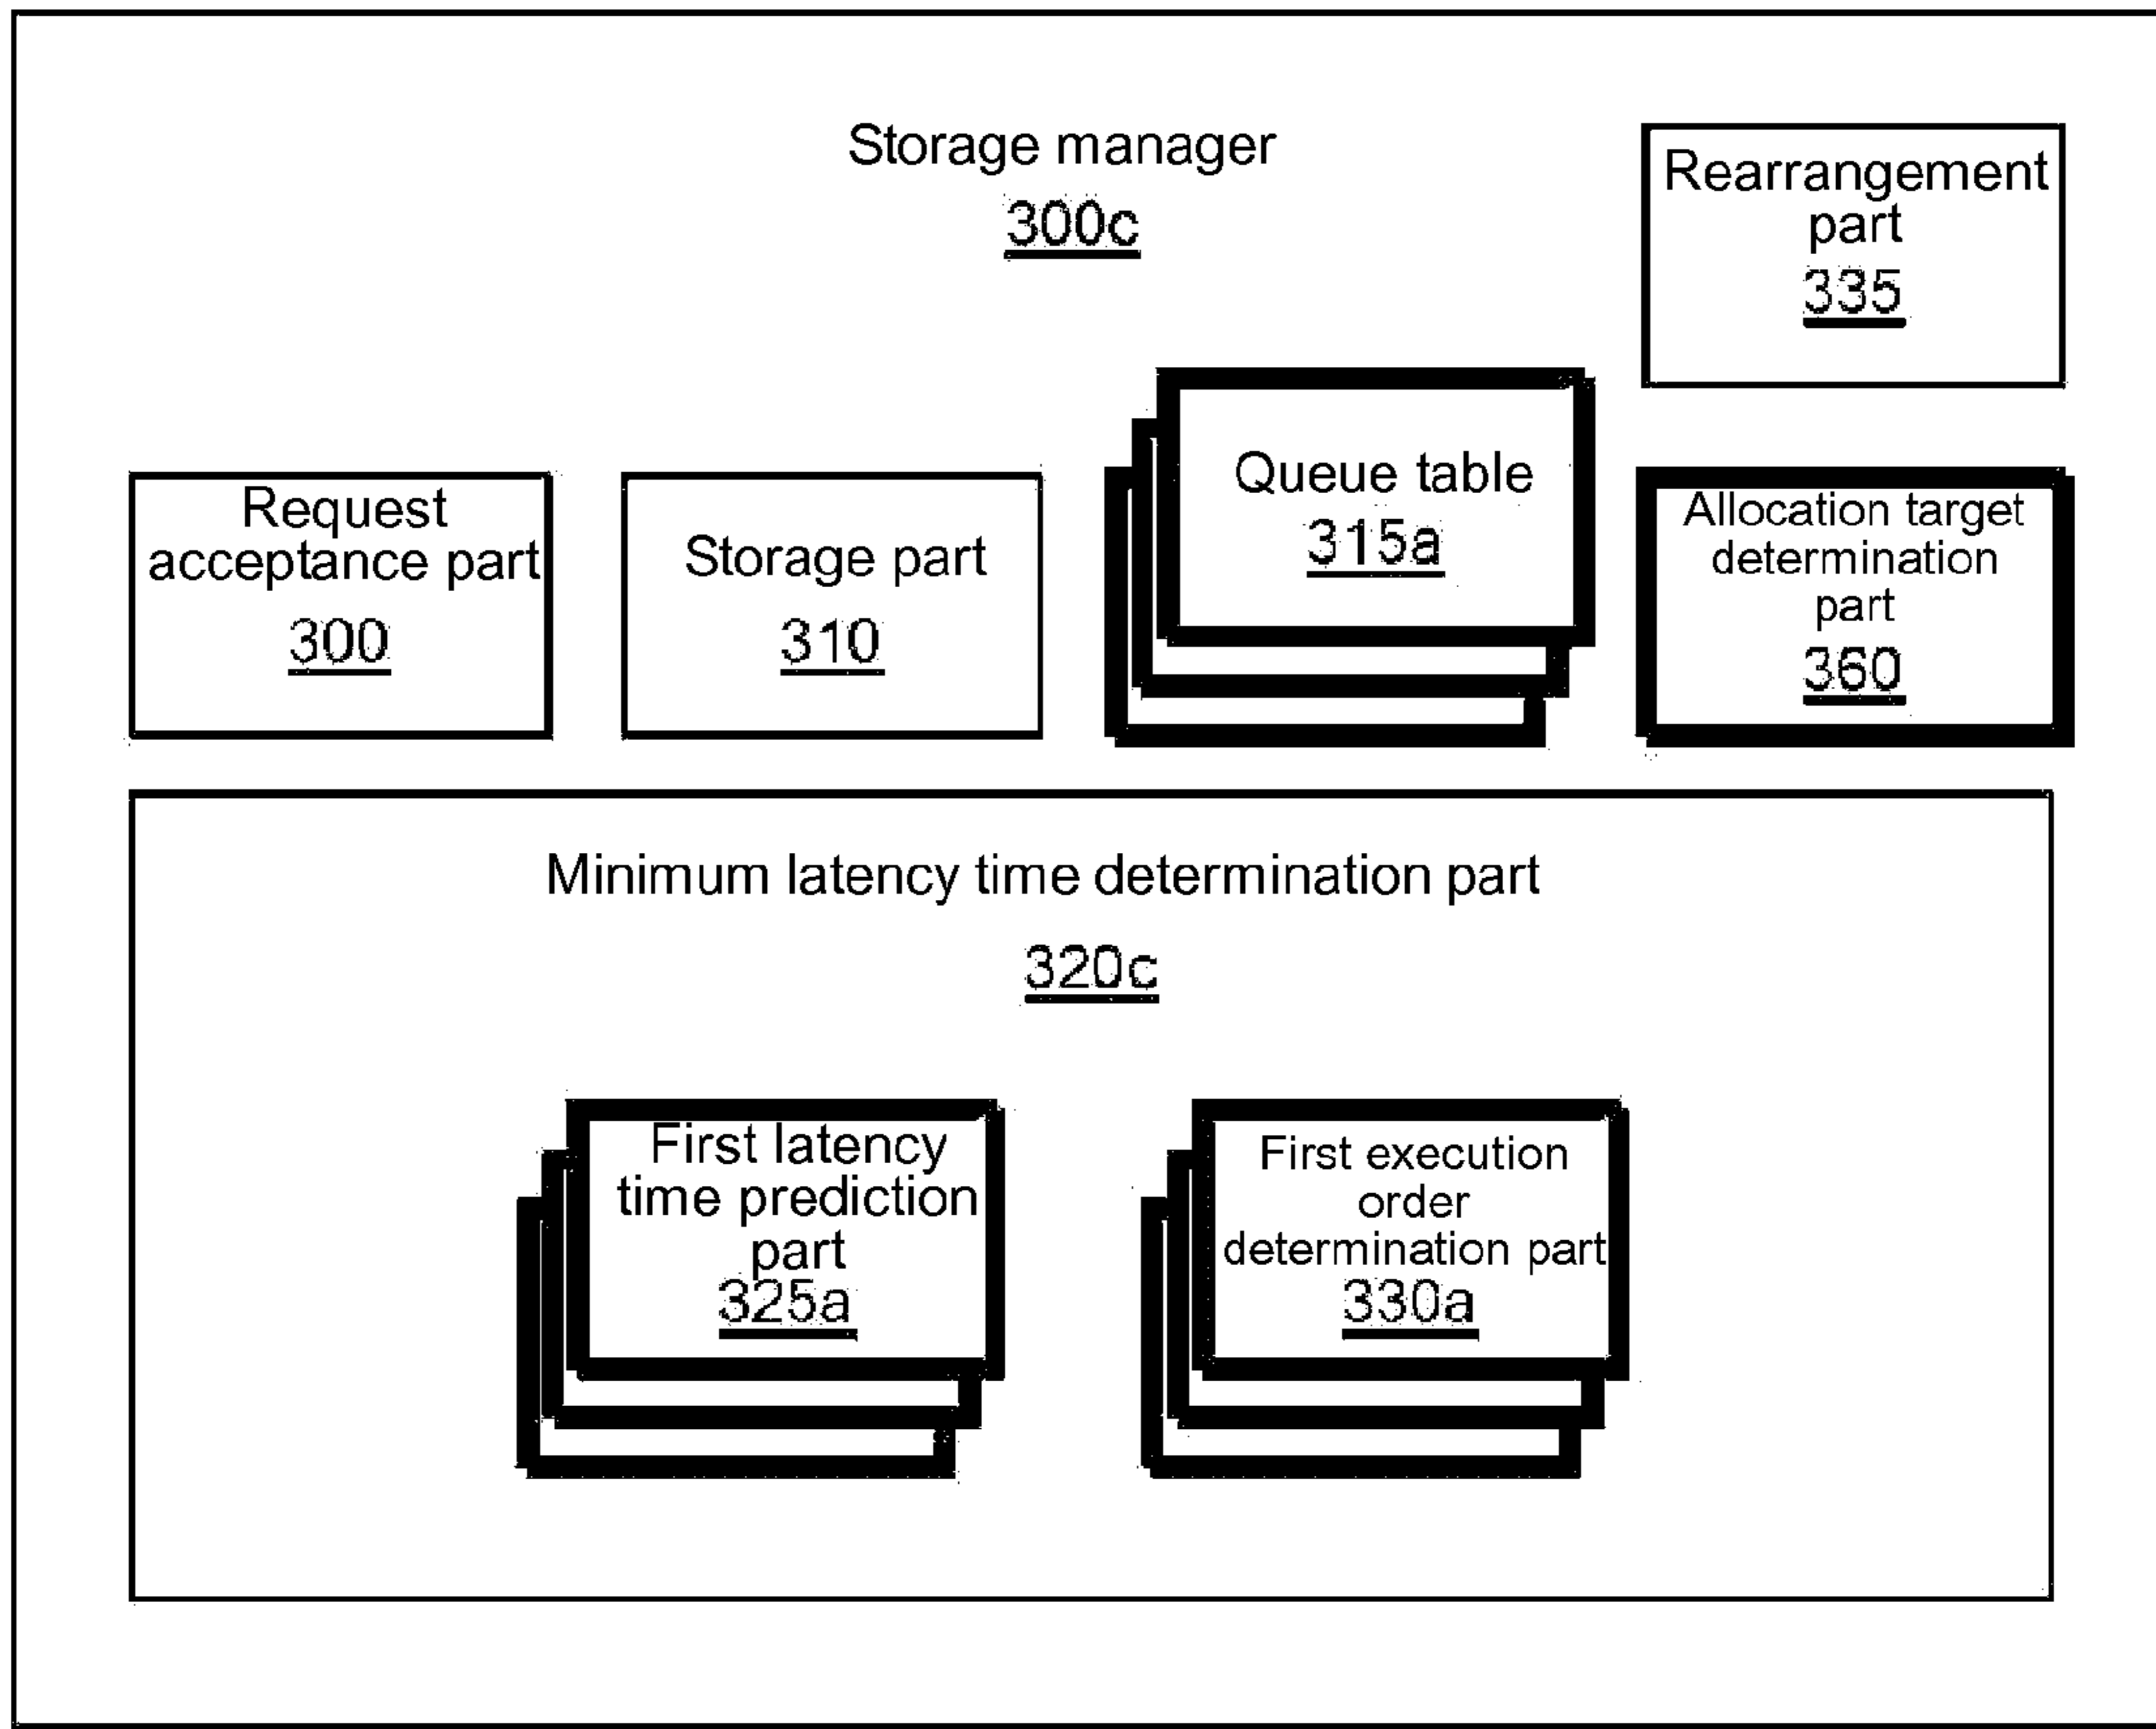 Storage manager
300c
Rearrangement
part
335
Request
acceptance part
300
Storage part
310
Queue table
315a
Allocation target
determination
part
360
Minimum latency time determination part
320c
First latency
time prediction
part
325a
First execution
order
determination part
330a